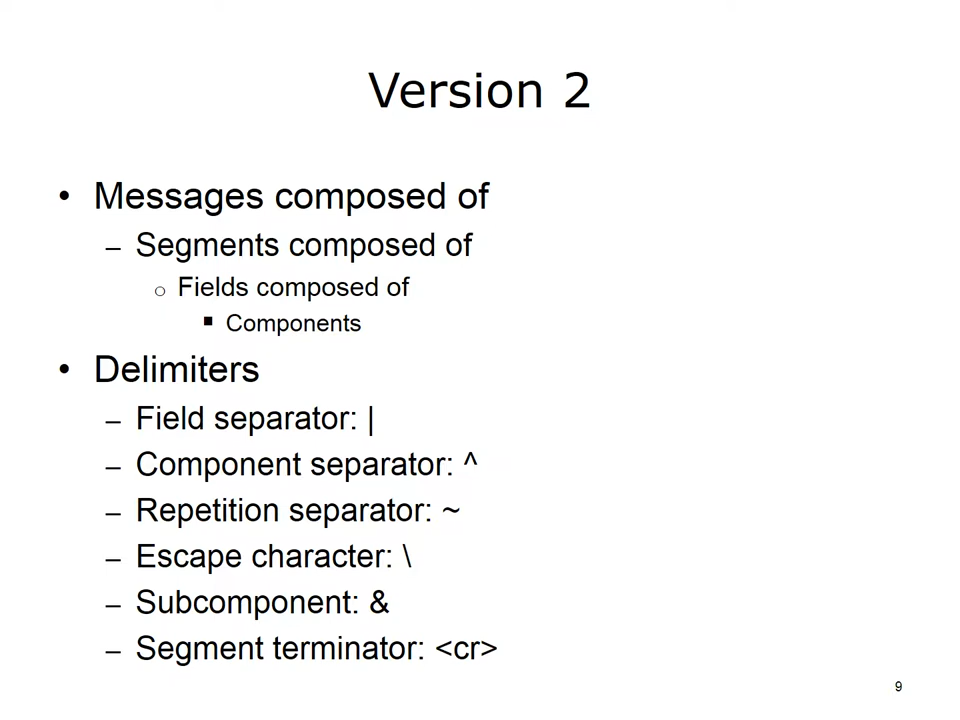 Version 2
• Messages composed of
– Segments composed of
○ Fields composed of
▪ Components
• Delimiters
– Field separator: |
– Component separator: ^
– Repetition separator: ~
– Escape character: \
– Subcomponent: &
– Segment terminator: <cr>
9